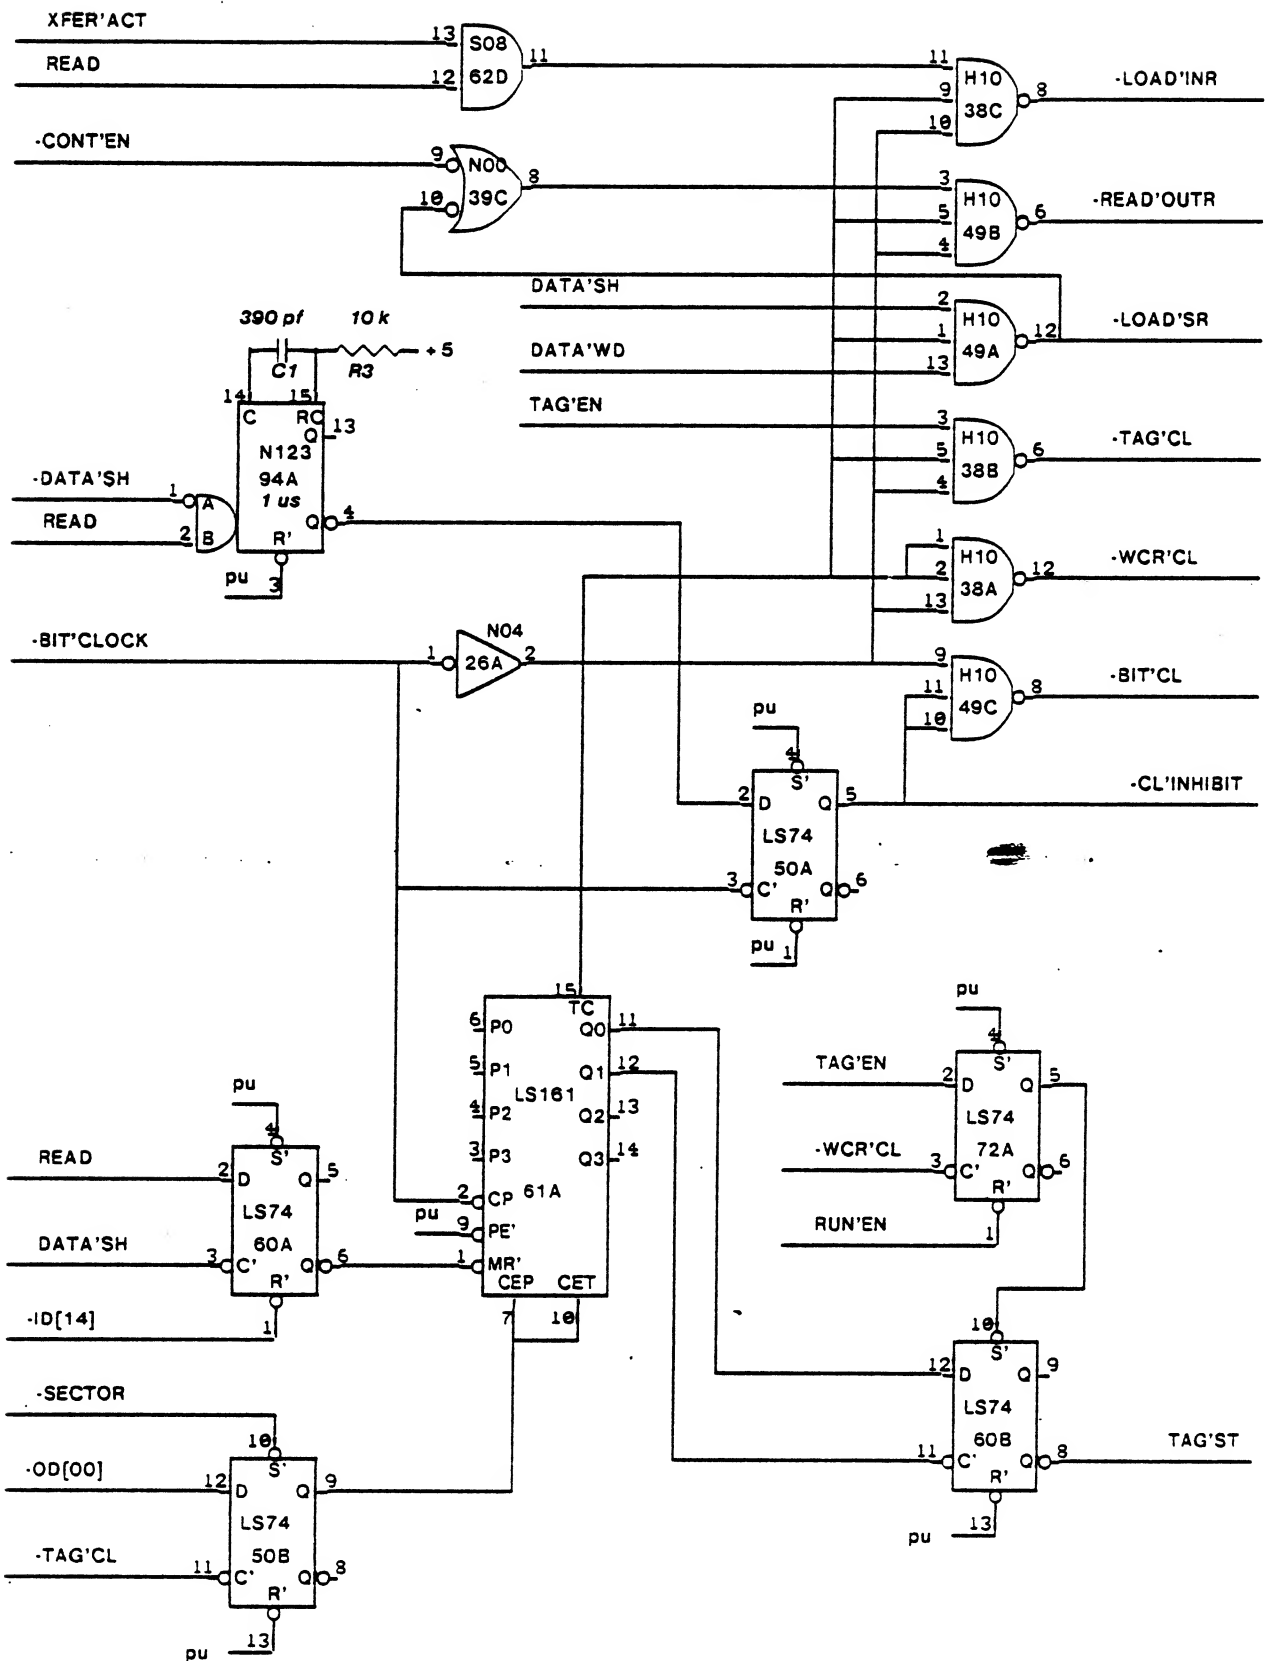 XFER'ACT
13 S08 11
READ
12 62D
11 H10 -LOAD'INR
9 38C 8
10
-CONT'EN
9 N00 8
10 39C
3 H10 -READ'OUTR
5 49B 6
4
DATA'SH
2 H10 -LOAD'SR
1 49A 12
DATA'WD
13
390 pf 10 k
C1 R3 +5
TAG'EN
3 H10 -TAG'CL
5 38B 6
4
14 15
C RC
Q 13
N123
94A
1 us
-DATA'SH
1 A
READ
2 B
Q 4
R'
pu 3
1 H10 -WCR'CL
2 38A 12
13
-BIT'CLOCK
1 N04 2
26A
9 H10 -BIT'CL
11 49C 8
10
pu
4
S'
2 D Q 5
-CL'INHIBIT
LS74
50A
3 C' Q 6
R'
pu 1
15
TC
6 P0 Q0 11
5 P1 Q1 12
LS161
4 P2 Q2 13
3 P3 Q3 14
2 CP 61A
pu 9 PE'
1 MR'
CEP CET
7 10
pu
4
S'
READ
2 D Q 5
LS74
60A
DATA'SH
3 C' Q 6
R'
-ID[14]
1
pu
4
S'
TAG'EN
2 D Q 5
LS74
72A
-WCR'CL
3 C' Q 6
R'
RUN'EN
1
-SECTOR
10
S'
-OD[00]
12 D Q 9
LS74
50B
-TAG'CL
11 C' Q 8
R'
pu 13
10
S'
12 D Q 9
LS74
60B
11 C' Q 8
TAG'ST
R'
pu 13